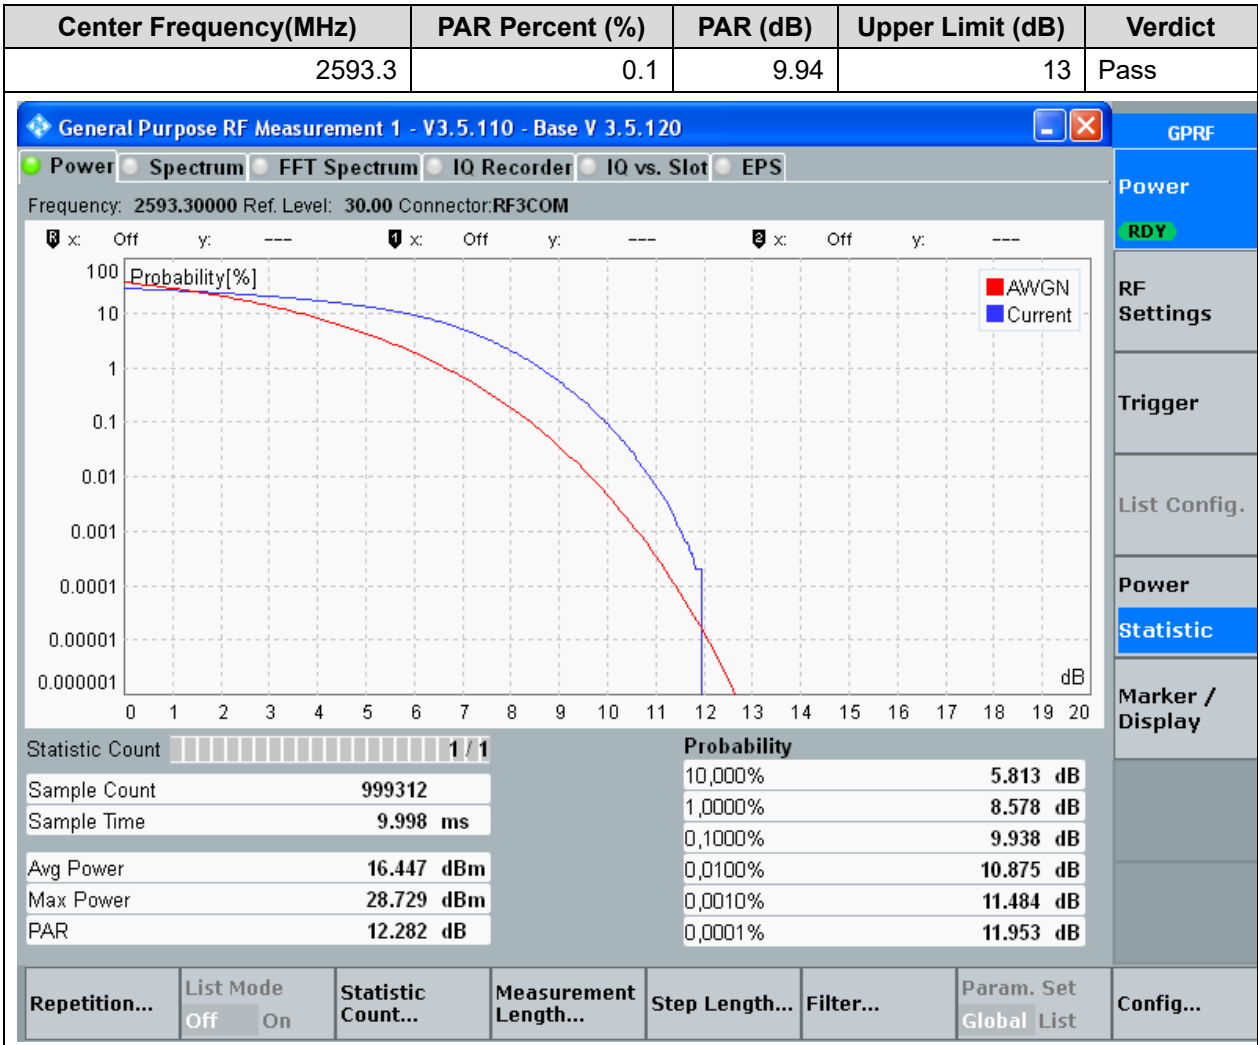 Center Frequency(MHz) PAR Percent (%) PAR (dB) Upper Limit (dB) Verdict
2593.3 0.1 9.94 13 Pass
General Purpose RF Measurement 1 - V3.5.110 - Base V 3.5.120
GPRF
Power Spectrum FFT Spectrum IQ Recorder IQ vs. Slot EPS
Frequency: 2593.30000 Ref. Level: 30.00 Connector:RF3COM
R x: Off y: --- 1 x: Off y: --- 2 x: Off y: ---
Probability[%]
AWGN
Current
100
10
1
0.1
0.01
0.001
0.0001
0.00001
0.000001
dB
0 1 2 3 4 5 6 7 8 9 10 11 12 13 14 15 16 17 18 19 20
Statistic Count 1 / 1
Sample Count 999312
Sample Time 9.998 ms
Avg Power 16.447 dBm
Max Power 28.729 dBm
PAR 12.282 dB
Probability
10,000% 5.813 dB
1,0000% 8.578 dB
0,1000% 9.938 dB
0,0100% 10.875 dB
0,0010% 11.484 dB
0,0001% 11.953 dB
Power
RDY
RF
Settings
Trigger
List Config.
Power
Statistic
Marker /
Display
Repetition...
List Mode
Off On
Statistic
Count...
Measurement
Length...
Step Length...
Filter...
Param. Set
Global List
Config...